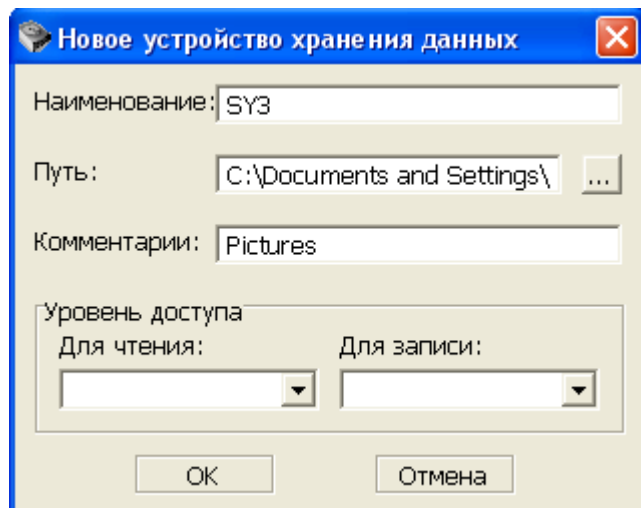 Новое устройство хранения данных
Наименование: SY3
Путь: C:\Documents and Settings\ ...
Комментарии: Pictures
Уровень доступа
Для чтения: Для записи:
OK Отмена